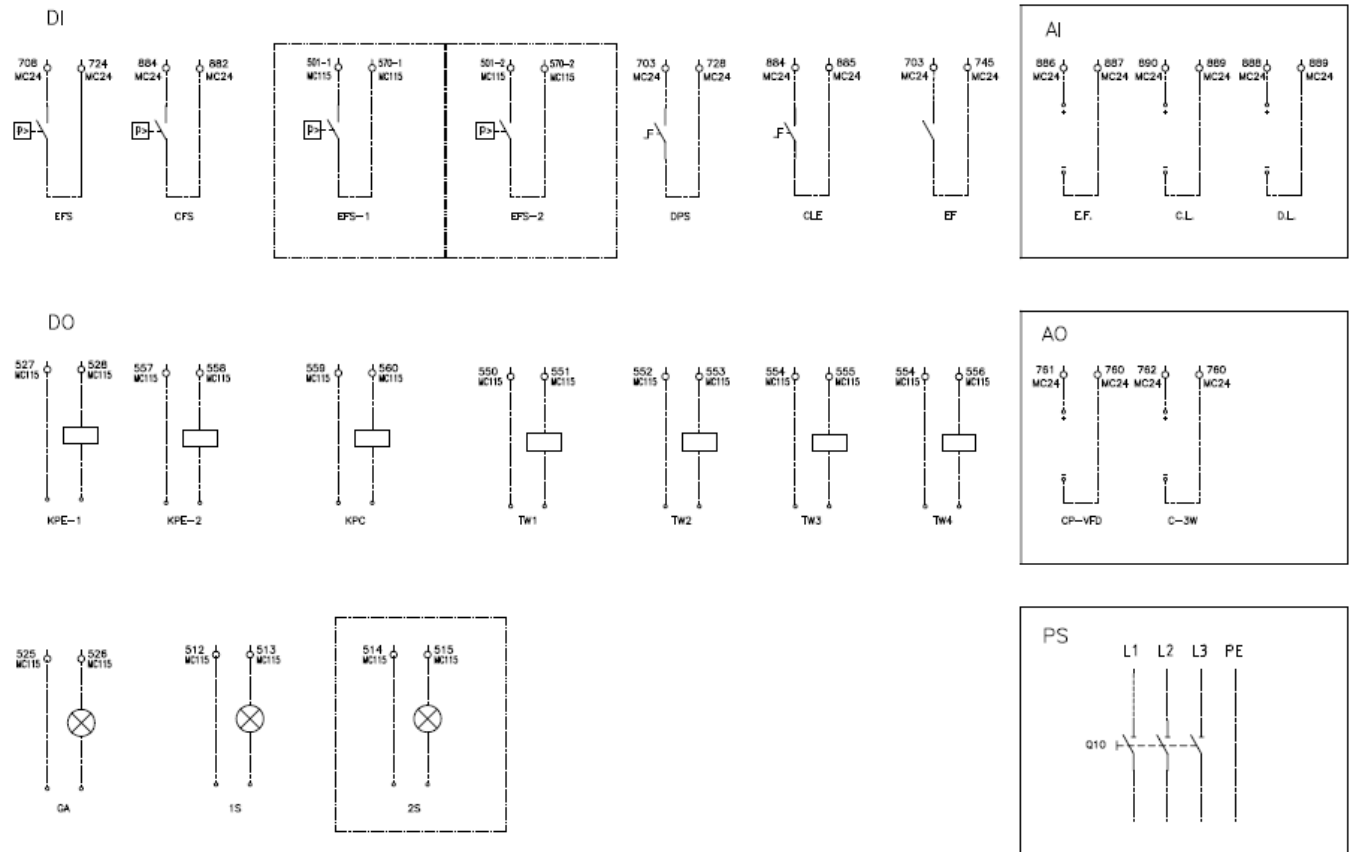 DI
708 724 884 882 501-1 570-1 501-2 570-2 703 728 884 885 703 745
MC24 MC24 MC24 MC24 MC115 MC115 MC115 MC115 MC24 MC24 MC24 MC24 MC24 MC24
P> P> P> P> F F
EFS CFS EFS-1 EFS-2 DPS CLE EF
AI
886 887 890 889 888 889
MC24 MC24 MC24 MC24 MC24 MC24
+ + +
- - -
E.F. C.L. D.L.
DO
527 528 557 558 559 560 550 551 552 553 554 555 554 556
MC115 MC115 MC115 MC115 MC115 MC115 MC115 MC115 MC115 MC115 MC115 MC115 MC115 MC115
KPE-1 KPE-2 KPC TW1 TW2 TW3 TW4
AO
761 760 762 760
MC24 MC24 MC24 MC24
+ +
- -
CP-VFD C-3W
525 526 512 513 514 515
MC115 MC115 MC115 MC115 MC115 MC115
GA 1S 2S
PS
L1 L2 L3 PE
Q10